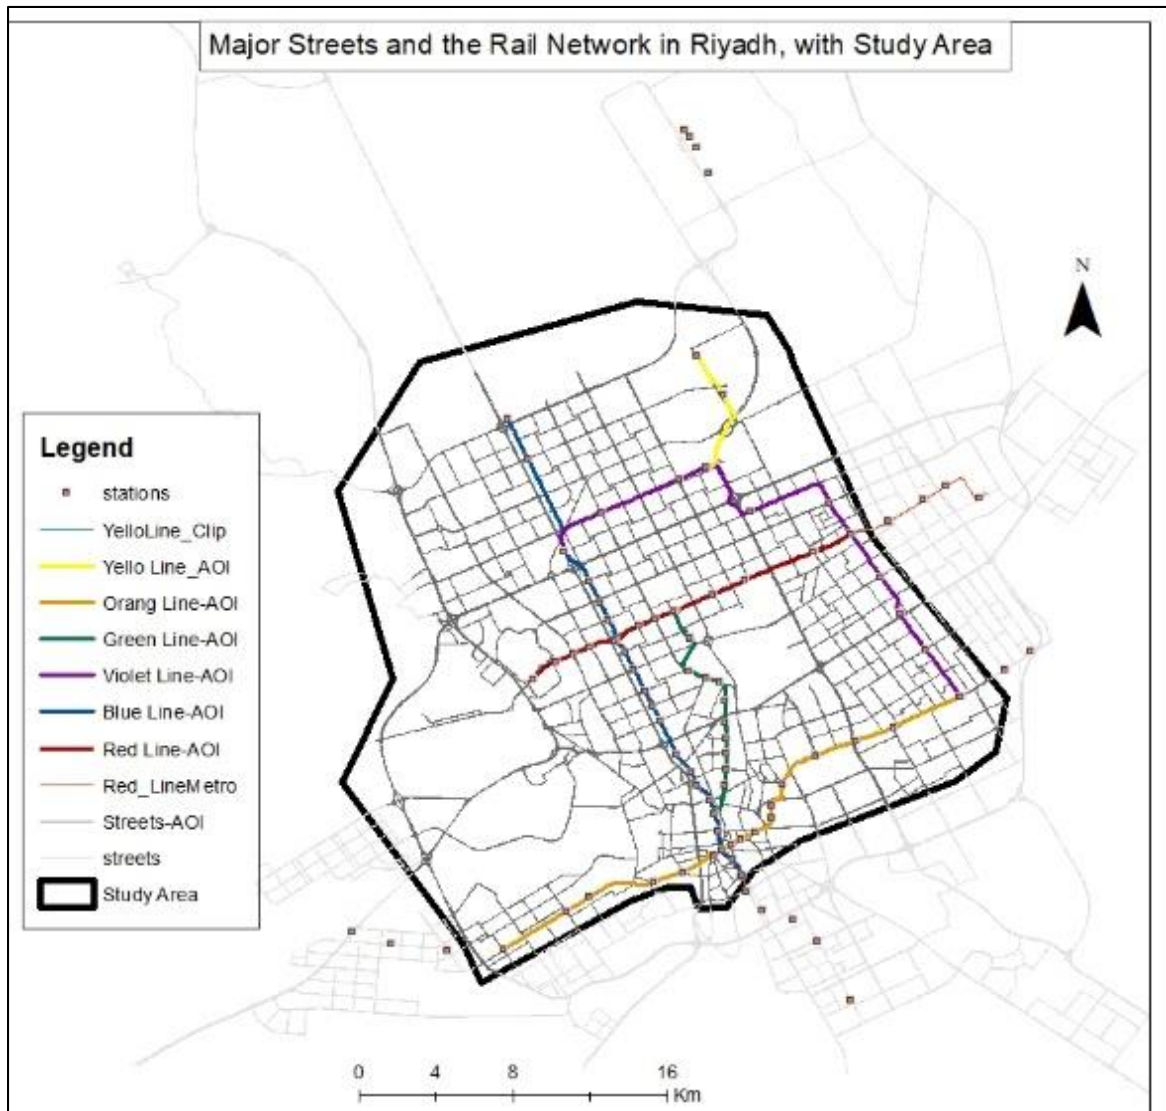 Major Streets and the Rail Network in Riyadh, with Study Area
N
Legend
stations
YelloLine_Clip
Yello Line_AOI
Orang Line-AOI
Green Line-AOI
Violet Line-AOI
Blue Line-AOI
Red Line-AOI
Red_LineMetro
Streets-AOI
streets
Study Area
0 4 8 16
Km